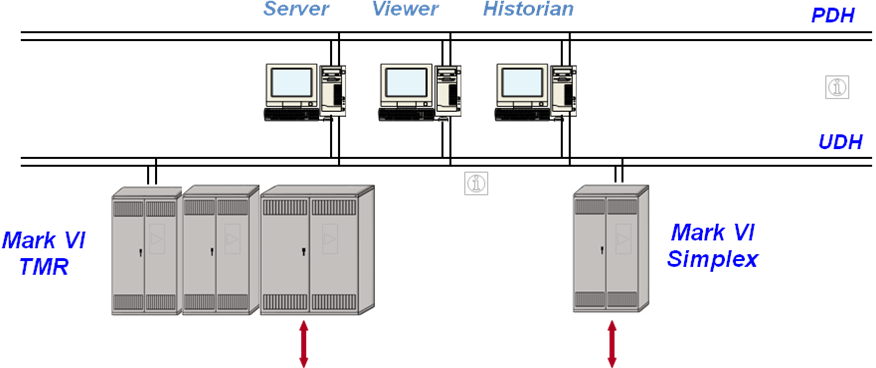 Server Viewer Historian
PDH
UDH
Mark VI
TMR
Mark VI
Simplex